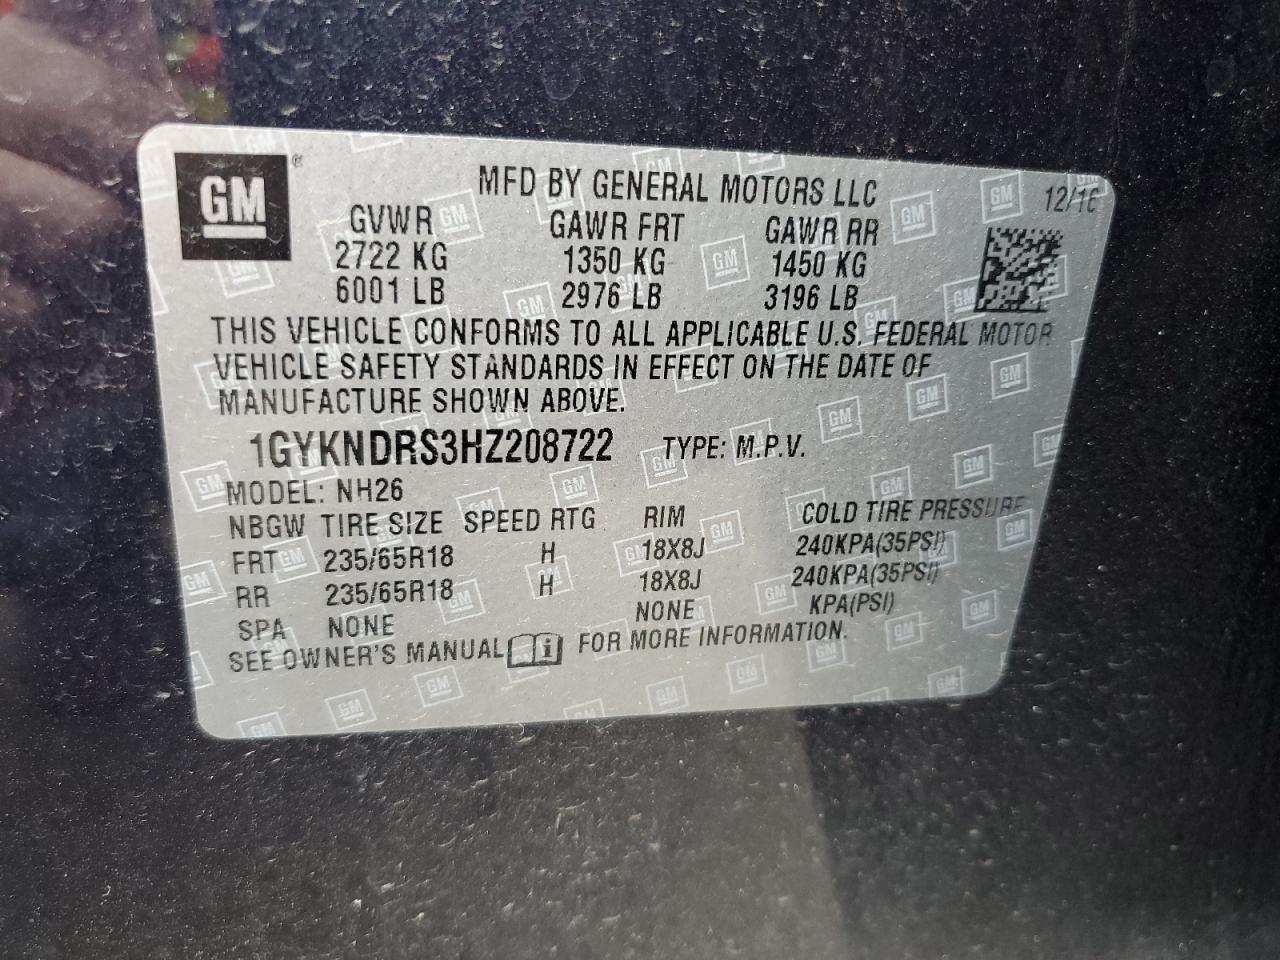 GM ®
MFD BY GENERAL MOTORS LLC 12/16
GVWR GAWR FRT GAWR RR
2722 KG 1350 KG 1450 KG
6001 LB 2976 LB 3196 LB
THIS VEHICLE CONFORMS TO ALL APPLICABLE U.S. FEDERAL MOTOR
VEHICLE SAFETY STANDARDS IN EFFECT ON THE DATE OF
MANUFACTURE SHOWN ABOVE.
1GYKNDRS3HZ208722 TYPE: M.P.V.
MODEL: NH26
NBGW TIRE SIZE SPEED RTG RIM COLD TIRE PRESSURE
FRT 235/65R18 H 18X8J 240KPA(35PSI)
RR 235/65R18 H 18X8J 240KPA(35PSI)
SPA NONE NONE KPA(PSI)
SEE OWNER'S MANUAL i FOR MORE INFORMATION.